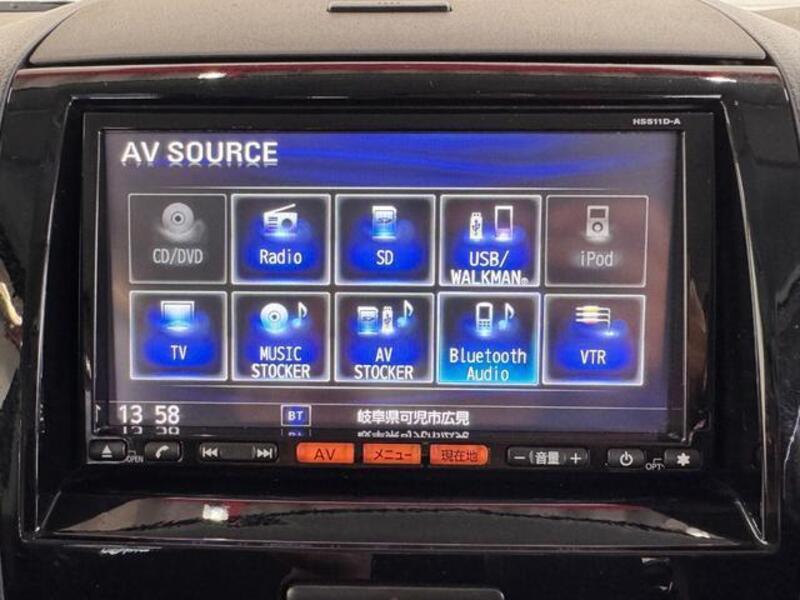 HS511D-A
AV SOURCE
CD/DVD
Radio
SD
USB/
WALKMAN®
iPod
TV
MUSIC
STOCKER
AV
STOCKER
Bluetooth
Audio
VTR
13 58
BT
岐阜県可児市広見
OPEN
AV
メニュー
現在地
− 音量 +
OPT